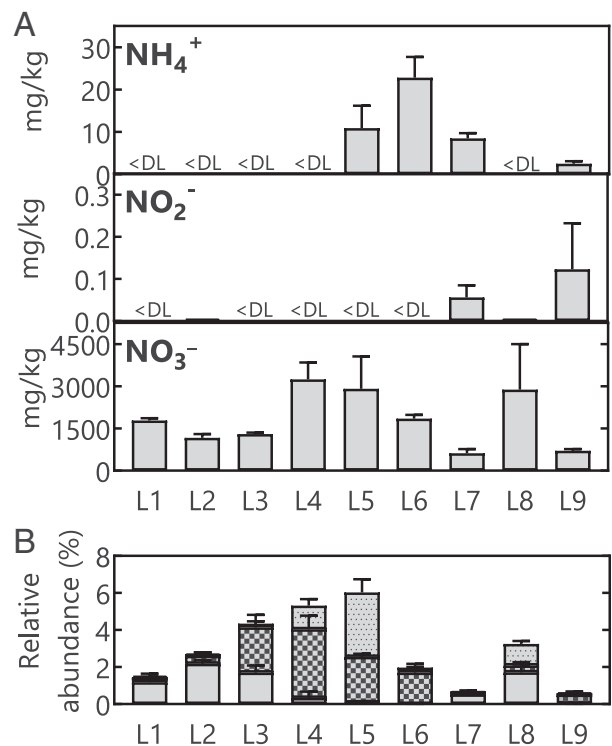 A
NH4+
mg/kg
30
20
10
0
<DL <DL <DL <DL <DL
NO2-
mg/kg
0.3
0.2
0.1
0.0
<DL <DL <DL <DL <DL
NO3-
mg/kg
4500
3000
1500
0
L1 L2 L3 L4 L5 L6 L7 L8 L9
B
Relative
abundance (%)
8
6
4
2
0
L1 L2 L3 L4 L5 L6 L7 L8 L9